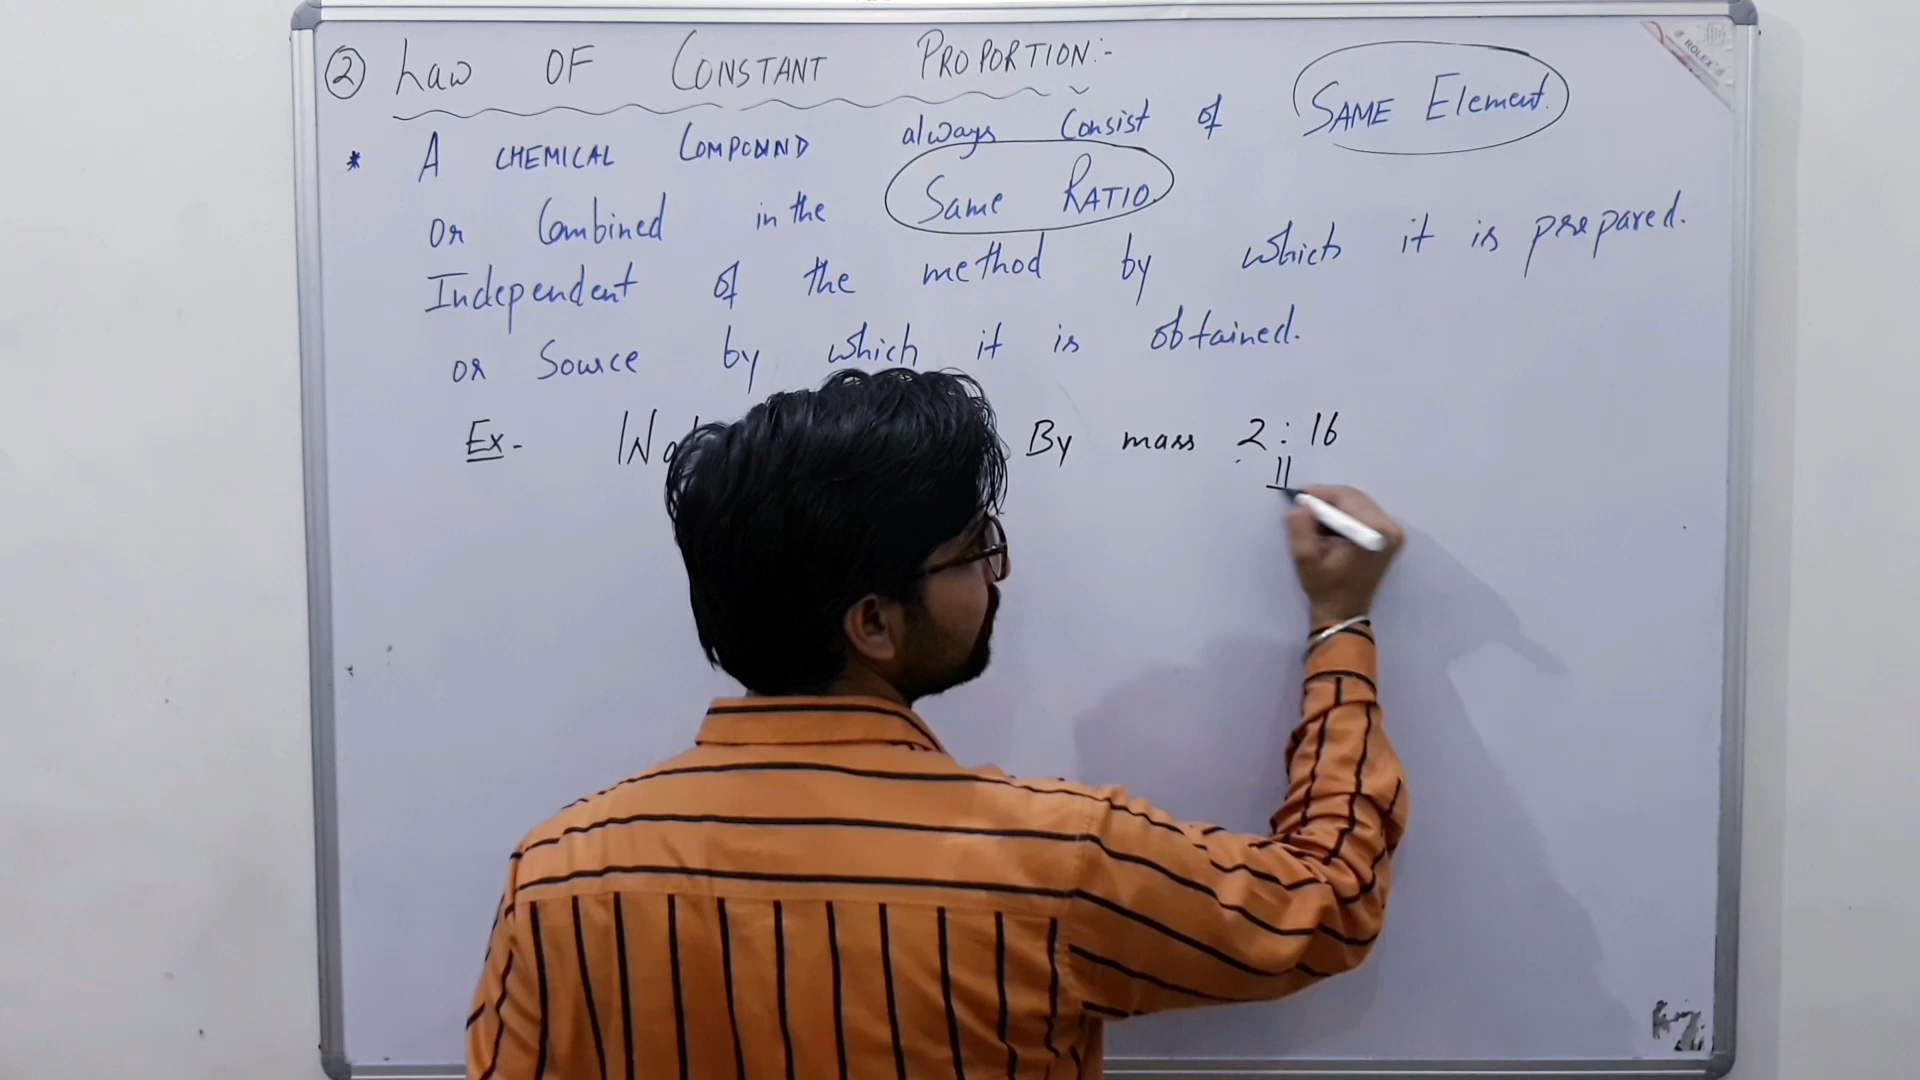 ② Law OF CONSTANT PROPORTION:-
* A CHEMICAL COMPOUND always Consist of SAME Element.
or Combined in the Same RATIO.
Independent of the method by which it is prepared.
or Source by which it is obtained.
Ex- By mass 2 : 16
ROLEX